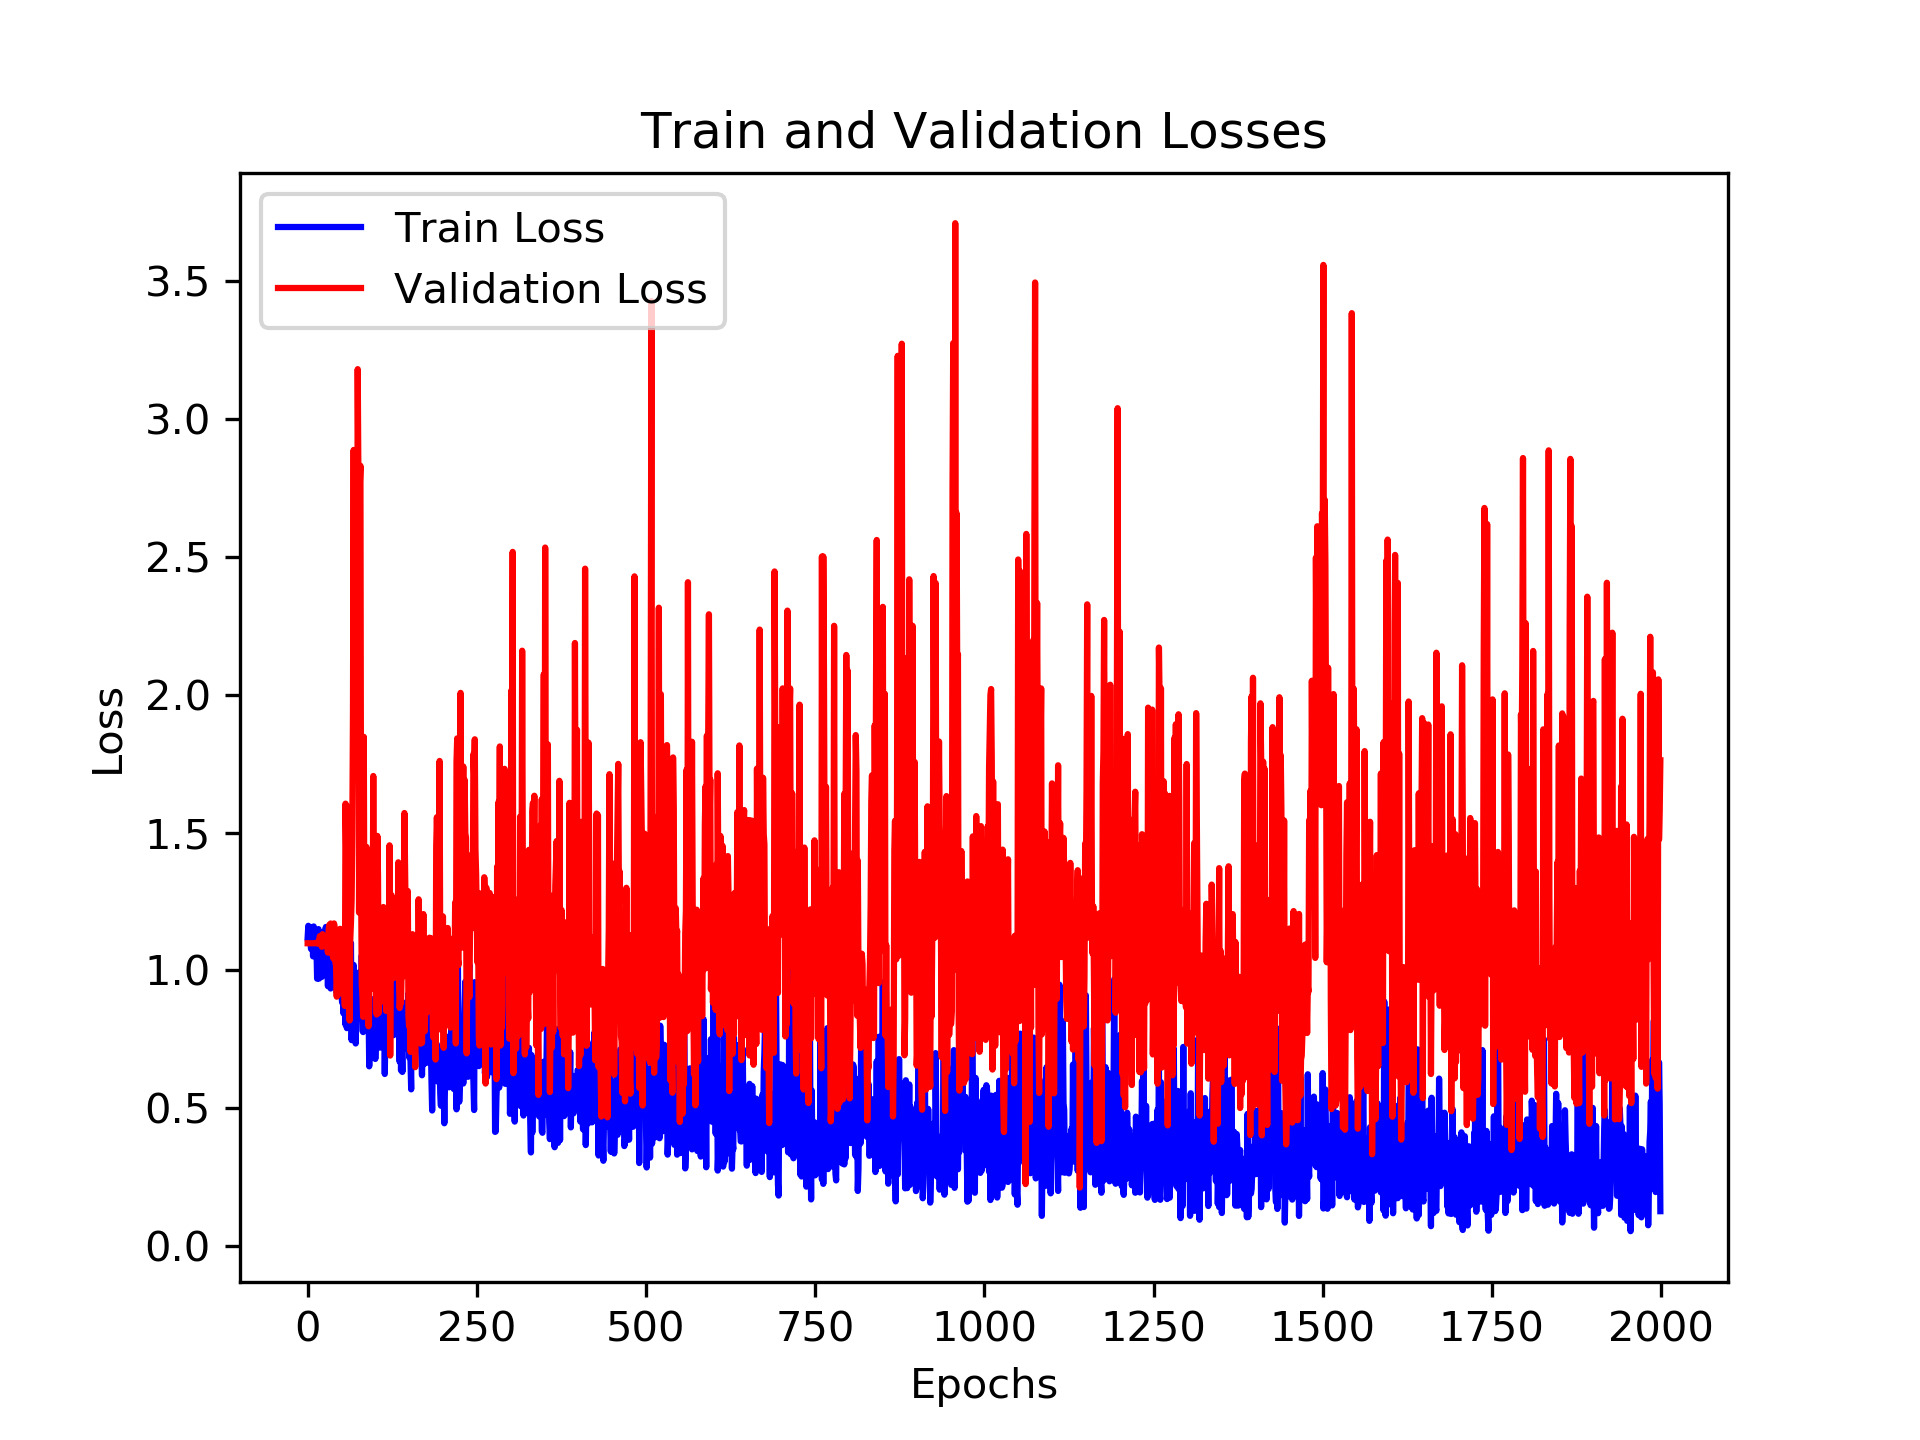 Train and Validation Losses
Train Loss
Validation Loss
3.5
3.0
2.5
2.0
1.5
1.0
0.5
0.0
Loss
0 250 500 750 1000 1250 1500 1750 2000
Epochs